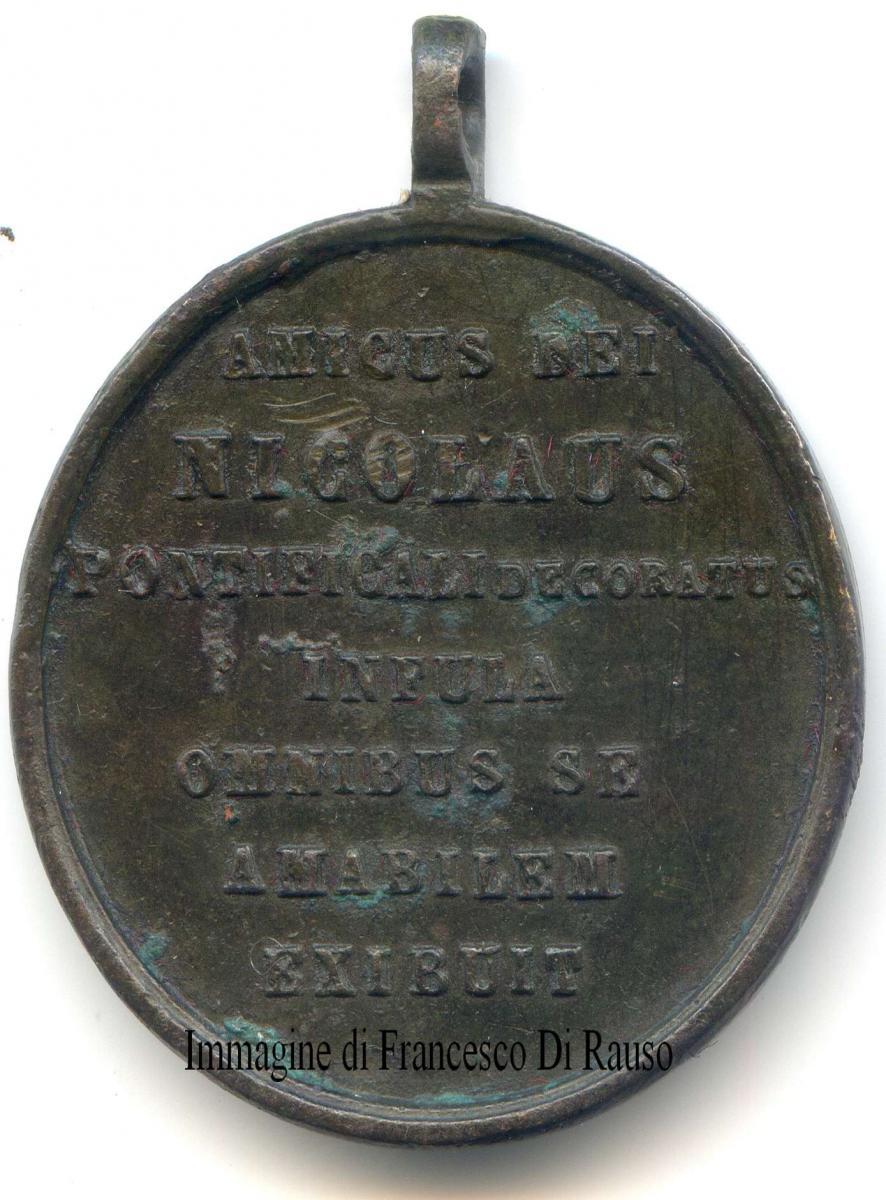 AMICUS DEI
NICOLAUS
PONTIFICALI DECORATUS
INFULA
OMNIBUS SE
AMABILEM
EXIBUIT
Immagine di Francesco Di Rauso